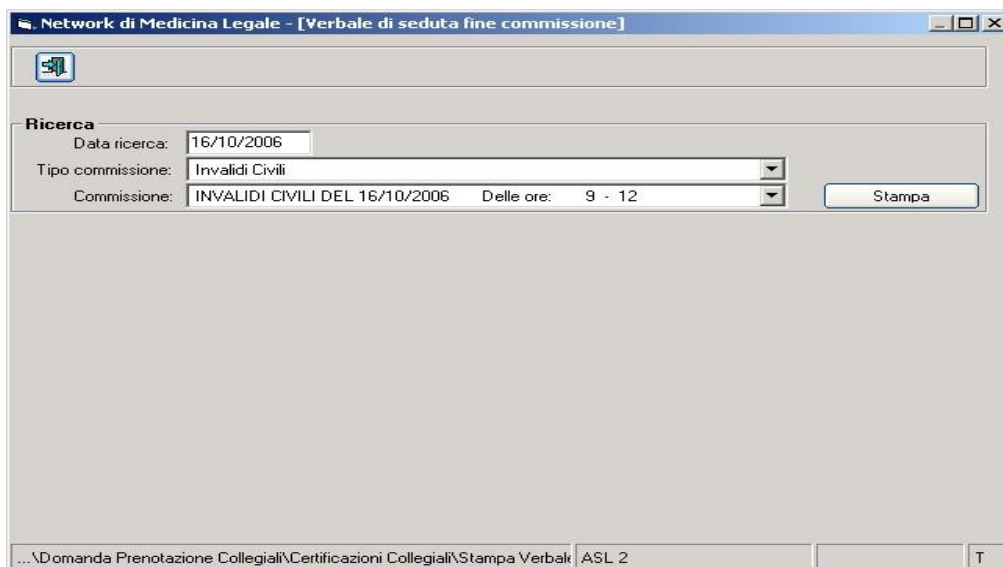 Network di Medicina Legale - [Verbale di seduta fine commissione]
Ricerca
Data ricerca: 16/10/2006
Tipo commissione: Invalidi Civili
Commissione: INVALIDI CIVILI DEL 16/10/2006 Delle ore: 9 - 12 Stampa
...\Domanda Prenotazione Collegiali\Certificazioni Collegiali\Stampa Verbale ASL 2 T